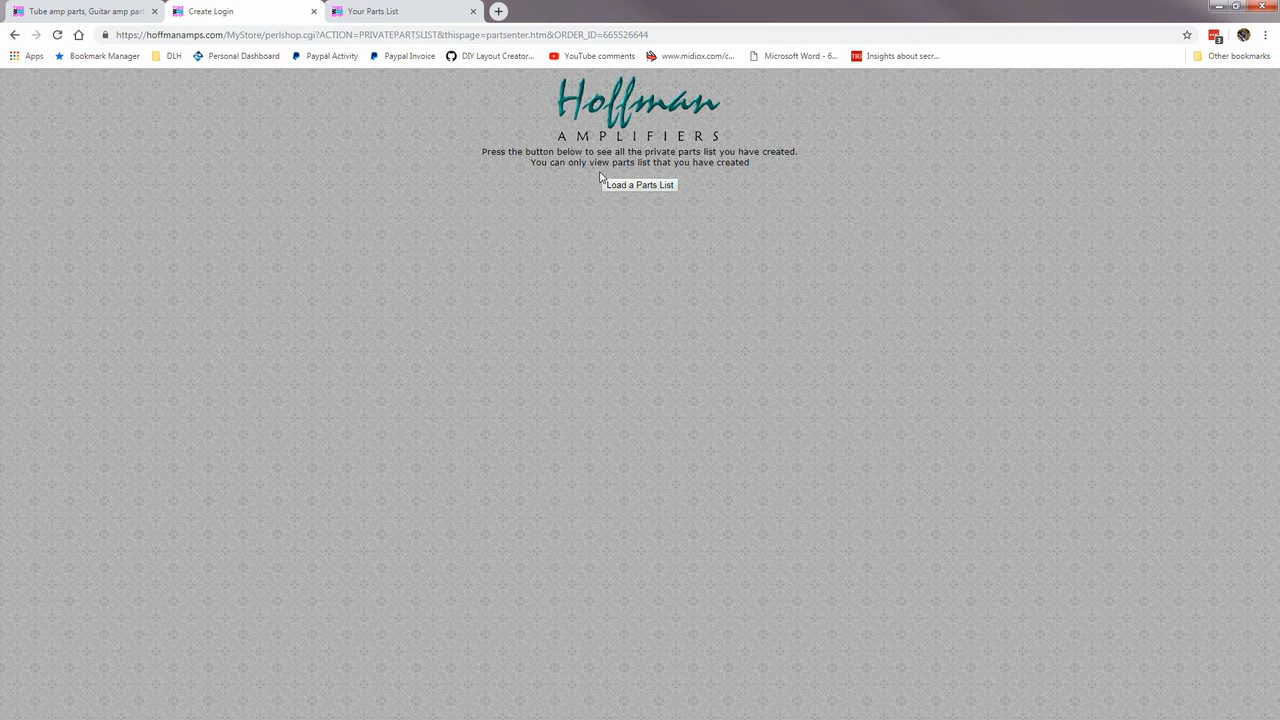 Tube amp parts, Guitar amp part
Create Login
Your Parts List
https://hoffmanamps.com/MyStore/perlshop.cgi?ACTION=PRIVATEPARTSLIST&thispage=partsenter.htm&ORDER_ID=665526644
Apps
Bookmark Manager
DLH
Personal Dashboard
Paypal Activity
Paypal Invoice
DIY Layout Creator...
YouTube comments
www.midiox.com/c...
Microsoft Word - 6...
Insights about secr...
Other bookmarks
Hoffman
AMPLIFIERS
Press the button below to see all the private parts list you have created.
You can only view parts list that you have created
Load a Parts List